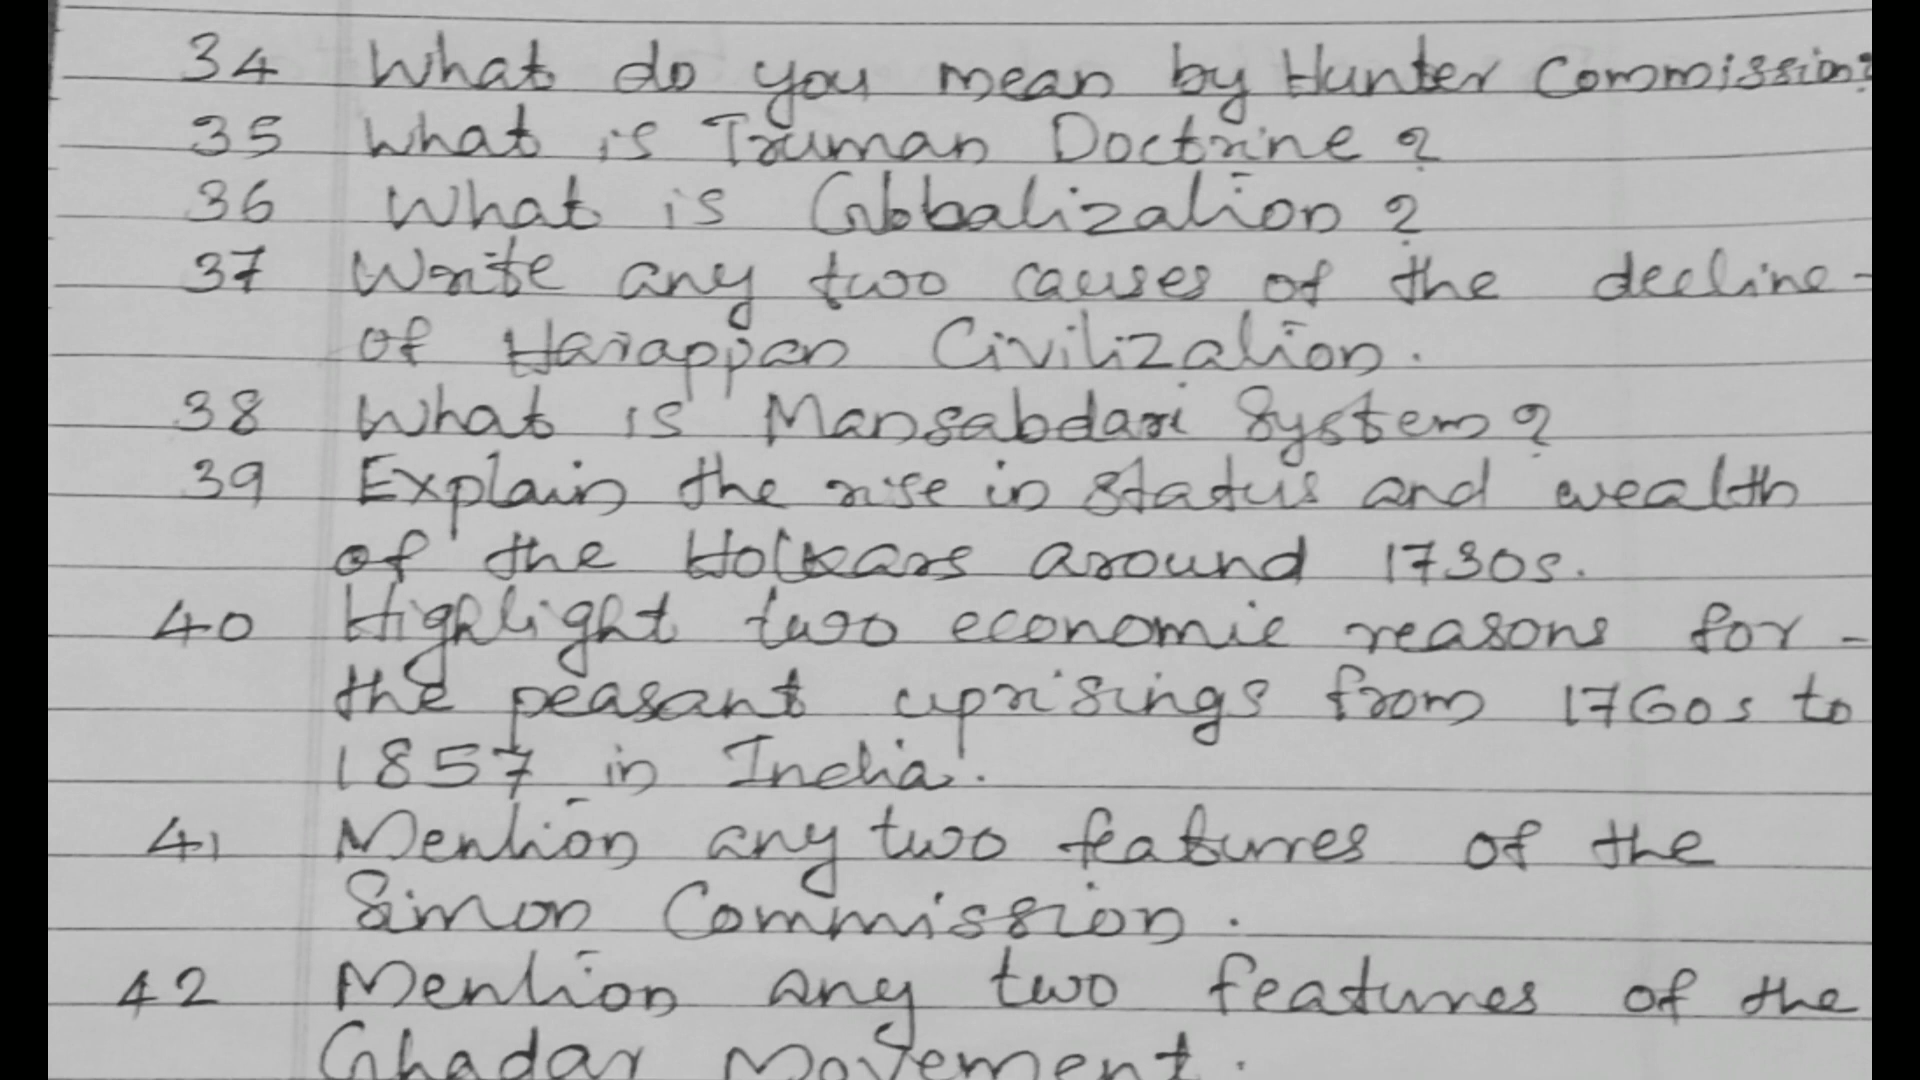 34 What do you mean by Hunter Commission?
35 What is Truman Doctrine?
36 What is Globalization?
37 Write any two causes of the decline-
of Harappan Civilization.
38 What is Mansabdari System?
39 Explain the rise in status and wealth
of the Holkars around 1730s.
40 Highlight two economic reasons for-
the peasant uprisings from 1760s to
1857 in India.
41 Mention any two features of the
Simon Commission.
42 Mention any two features of the
Ghadar Movement.